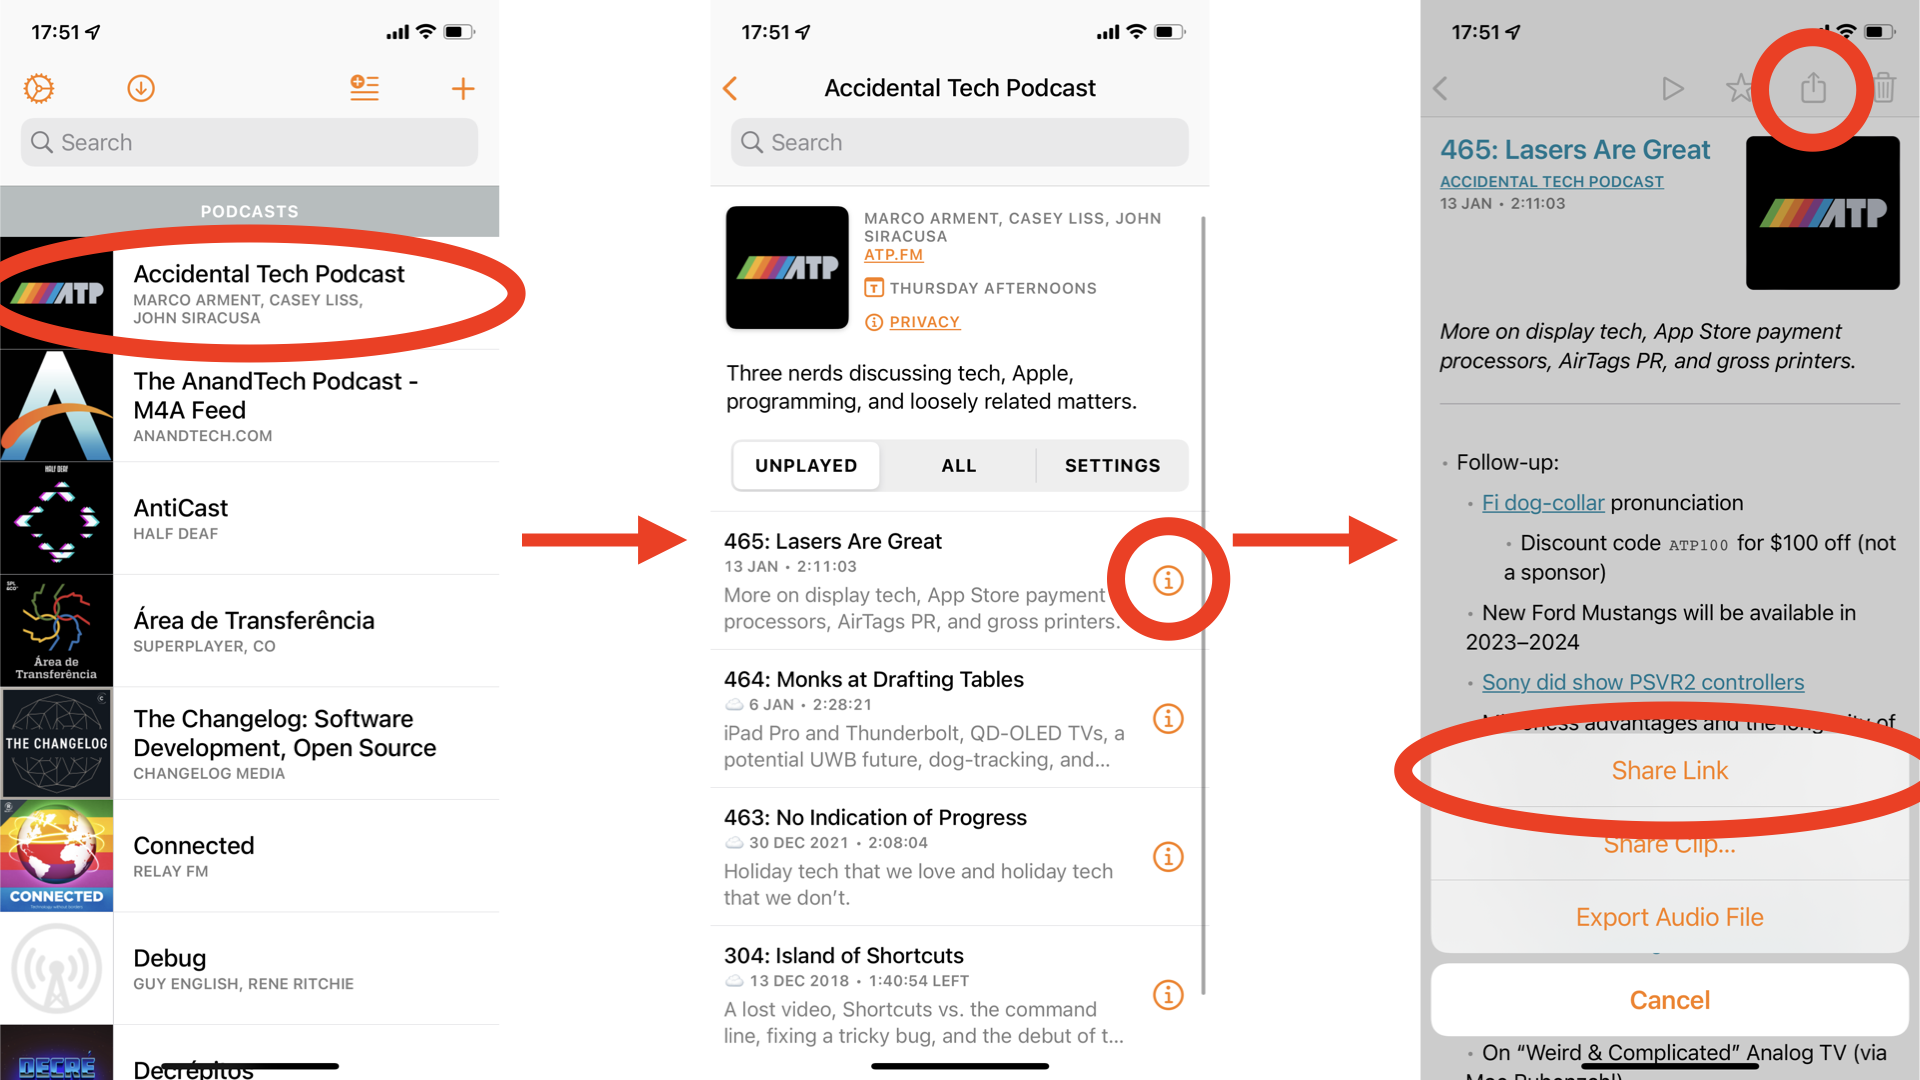 17:51
Search
PODCASTS
ATP
Accidental Tech Podcast
MARCO ARMENT, CASEY LISS,
JOHN SIRACUSA
The AnandTech Podcast -
M4A Feed
ANANDTECH.COM
HALF DEAF
AntiCast
HALF DEAF
SPL
&CO
Área de
Transferência
Área de Transferência
SUPERPLAYER, CO
THE CHANGELOG
The Changelog: Software
Development, Open Source
CHANGELOG MEDIA
CONNECTED
Connected
RELAY FM
Debug
GUY ENGLISH, RENE RITCHIE
DECRÉ
Decrépitos
17:51
Accidental Tech Podcast
Search
ATP
MARCO ARMENT, CASEY LISS, JOHN
SIRACUSA
ATP.FM
T THURSDAY AFTERNOONS
PRIVACY
Three nerds discussing tech, Apple,
programming, and loosely related matters.
UNPLAYED ALL SETTINGS
465: Lasers Are Great
13 JAN • 2:11:03
More on display tech, App Store payment
processors, AirTags PR, and gross printers.
464: Monks at Drafting Tables
6 JAN • 2:28:21
iPad Pro and Thunderbolt, QD-OLED TVs, a
potential UWB future, dog-tracking, and...
463: No Indication of Progress
30 DEC 2021 • 2:08:04
Holiday tech that we love and holiday tech
that we don’t.
304: Island of Shortcuts
13 DEC 2018 • 1:40:54 LEFT
A lost video, Shortcuts vs. the command
line, fixing a tricky bug, and the debut of t...
17:51
465: Lasers Are Great
ACCIDENTAL TECH PODCAST
13 JAN • 2:11:03
ATP
More on display tech, App Store payment
processors, AirTags PR, and gross printers.
• Follow-up:
• Fi dog-collar pronunciation
• Discount code ATP100 for $100 off (not
a sponsor)
• New Ford Mustangs will be available in
2023–2024
• Sony did show PSVR2 controllers
advantages and the of
Share Link
Share Clip...
Export Audio File
Cancel
• On “Weird & Complicated” Analog TV (via